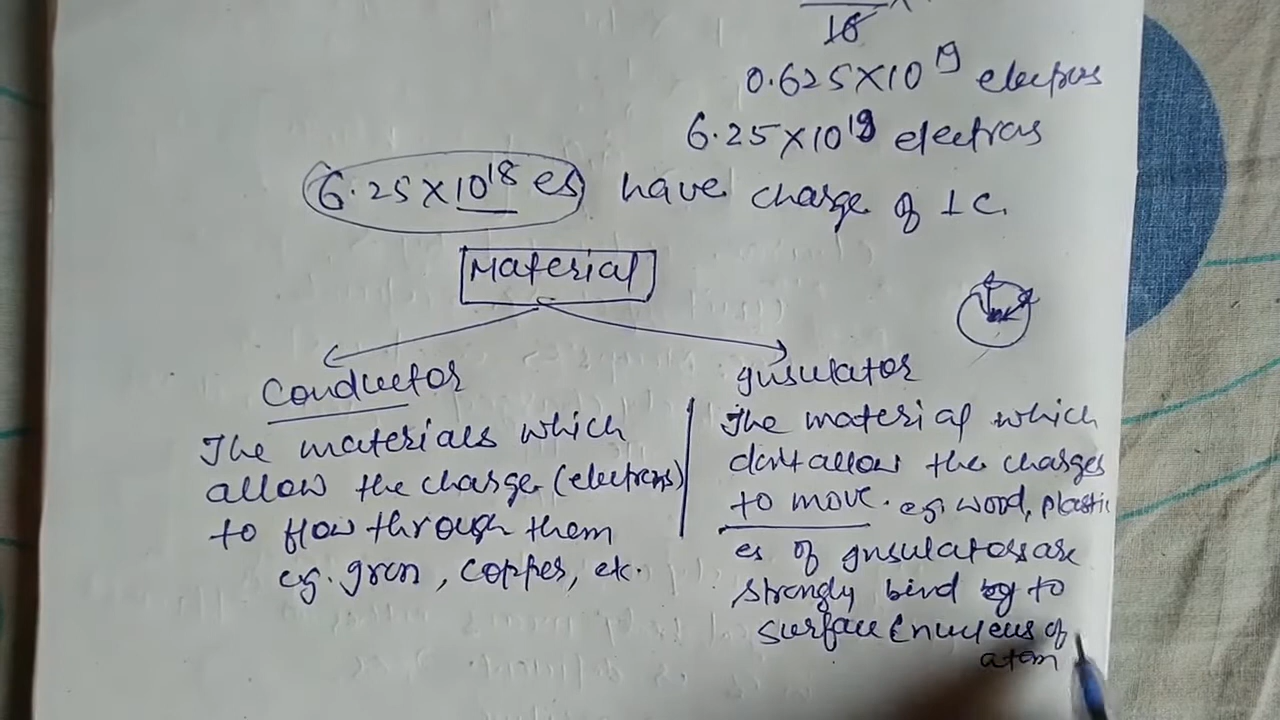 16
0.625×10^19 electros
6.25×10^18 electrons
6.25×10^18 es have charge of 1C.
Material
Conductor
The materials which
allow the charge (electrons)
to flow through them
eg. Iron, copper, etc.
Insulator
The material which
don't allow the charges
to move. eg. wood, plastic
es of Insulators are
strongly bind by to
surface (nucleus of
atom